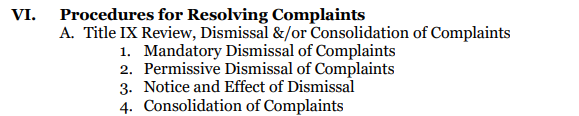 VI. Procedures for Resolving Complaints
A. Title IX Review, Dismissal &/or Consolidation of Complaints
1. Mandatory Dismissal of Complaints
2. Permissive Dismissal of Complaints
3. Notice and Effect of Dismissal
4. Consolidation of Complaints